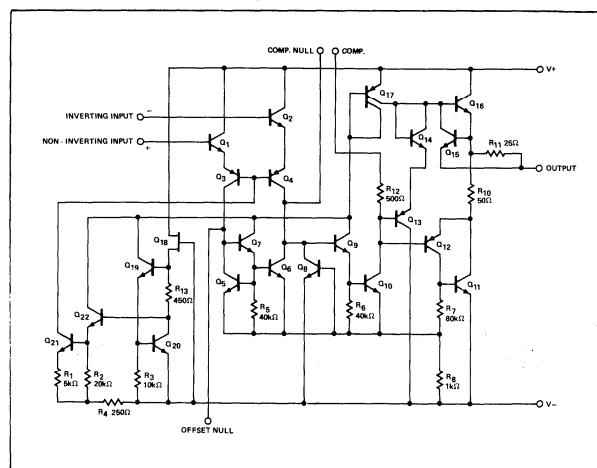 COMP. NULL
COMP.
V+
Q17
Q16
Q2
INVERTING INPUT
−
Q14
Q1
NON - INVERTING INPUT
+
Q15
R11 25Ω
OUTPUT
Q3
Q4
R12
500Ω
R10
50Ω
Q13
Q18
Q7
Q12
Q19
Q9
Q5
Q6
Q8
Q10
Q11
R13
450Ω
Q22
R5
40kΩ
R6
40kΩ
R7
80kΩ
Q21
Q20
R1
5kΩ
R2
20kΩ
R3
10kΩ
R8
1kΩ
R4 250Ω
V−
OFFSET NULL